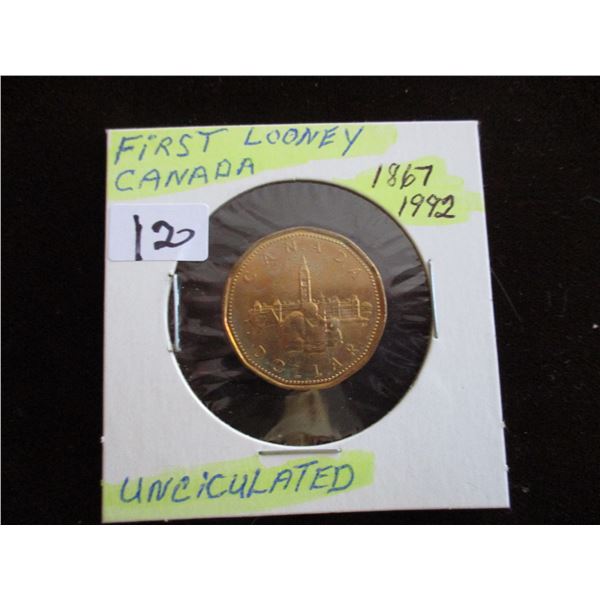 FiRST LOONEY
CANADA
1867
1992
120
CANADA
DOLLAR
UNCiCULATED